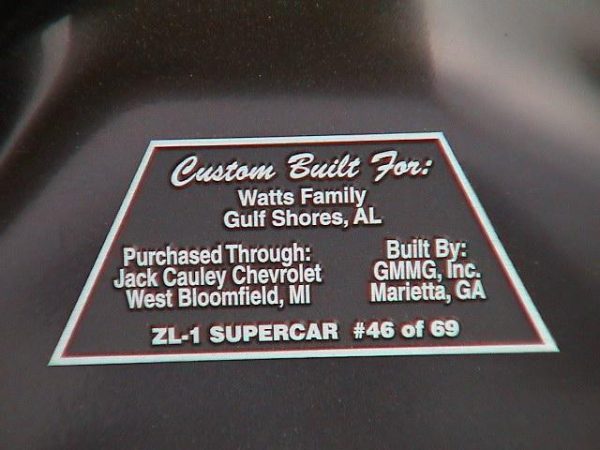 Custom Built For:
Watts Family
Gulf Shores, AL
Purchased Through:
Jack Cauley Chevrolet
West Bloomfield, MI
Built By:
GMMG, Inc.
Marietta, GA
ZL-1 SUPERCAR #46 of 69